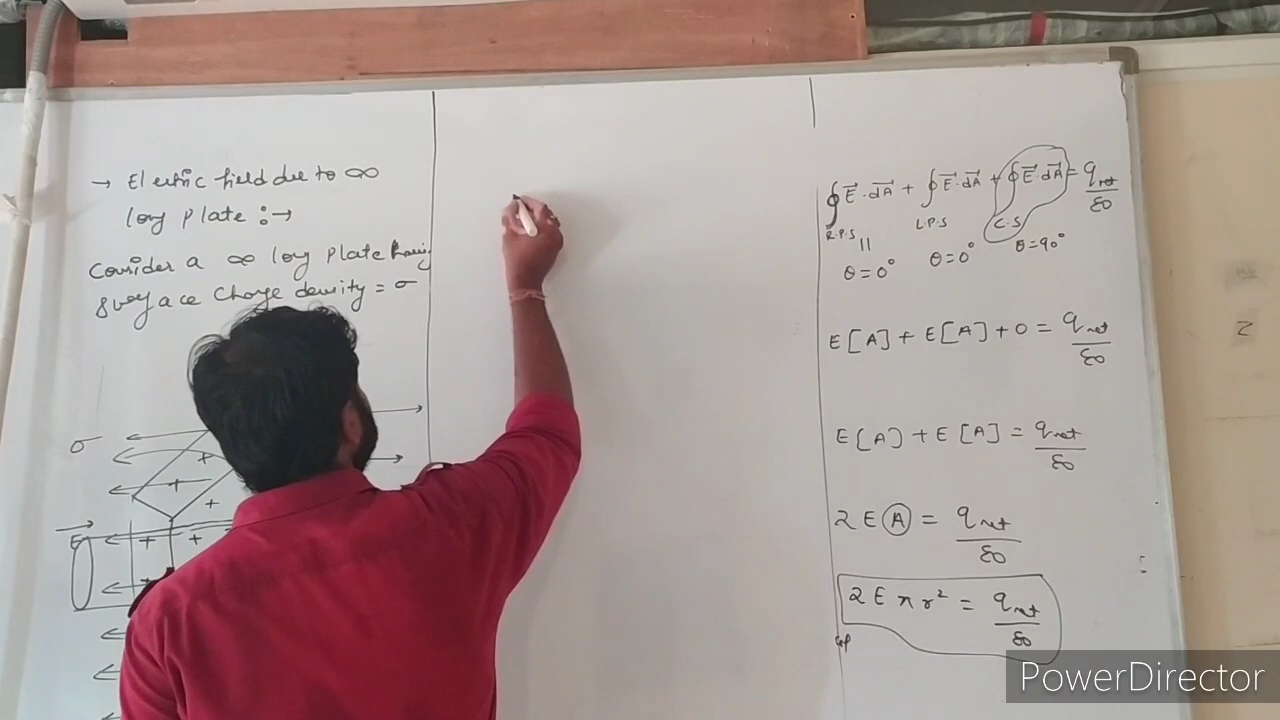 → Electric field due to ∞
long plate :→
Consider a ∞ long plate having
surface charge density = σ
σ
E
+ + + + + +
∮E⃗·dA⃗ + ∮E⃗·dA⃗ + ∮E⃗·dA⃗ = qnet/ε0
R.P.S L.P.S C.S
||
θ=0° θ=0° θ=90°
E[A] + E[A] + 0 = qnet/ε0
E[A] + E[A] = qnet/ε0
2EA = qnet/ε0
2Eπr² = qnet/ε0
PowerDirector